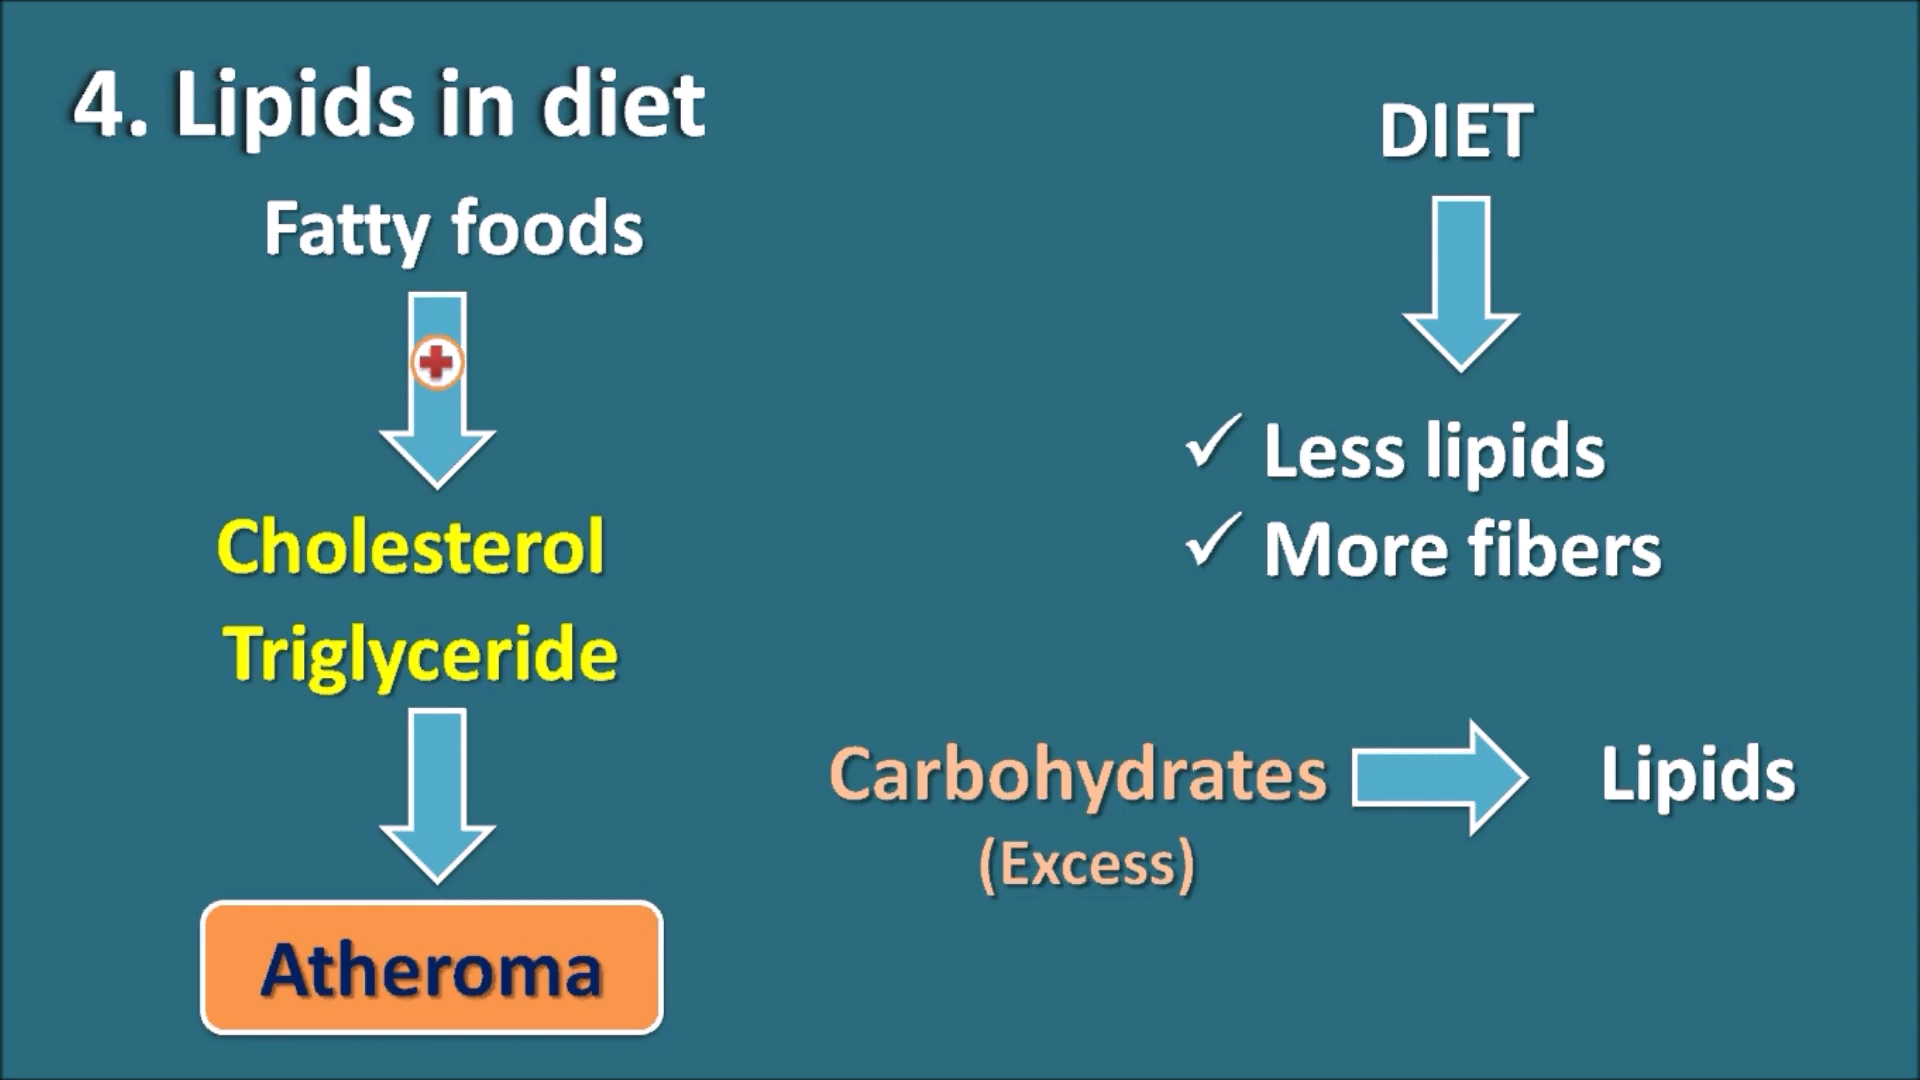 4. Lipids in diet
Fatty foods
Cholesterol
Triglyceride
Atheroma
DIET
✓ Less lipids
✓ More fibers
Carbohydrates
(Excess)
Lipids